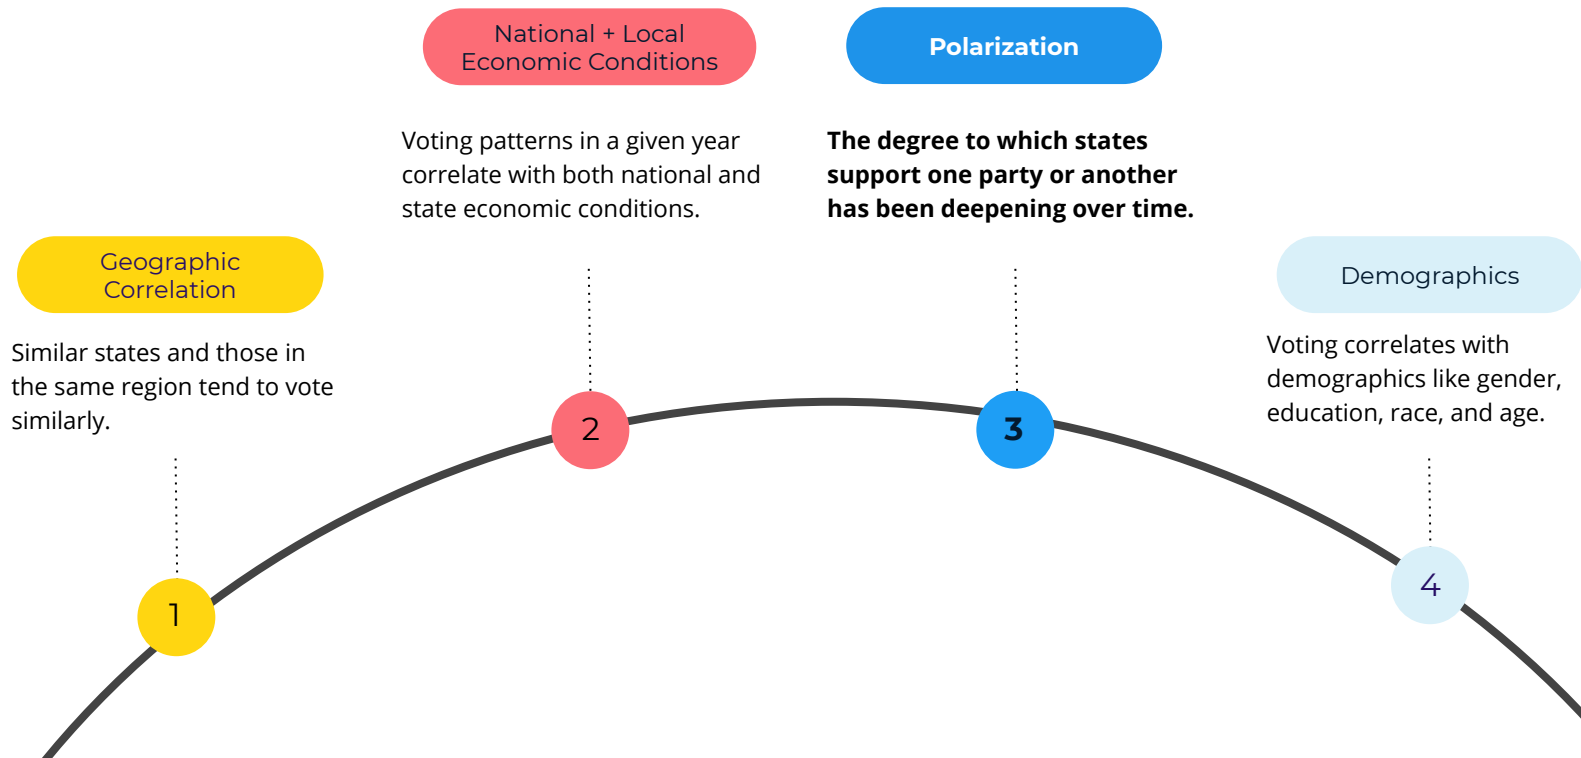 Geographic
Correlation
Similar states and those in
the same region tend to vote
similarly.
1
National + Local
Economic Conditions
Voting patterns in a given year
correlate with both national and
state economic conditions.
2
Polarization
The degree to which states
support one party or another
has been deepening over time.
3
Demographics
Voting correlates with
demographics like gender,
education, race, and age.
4